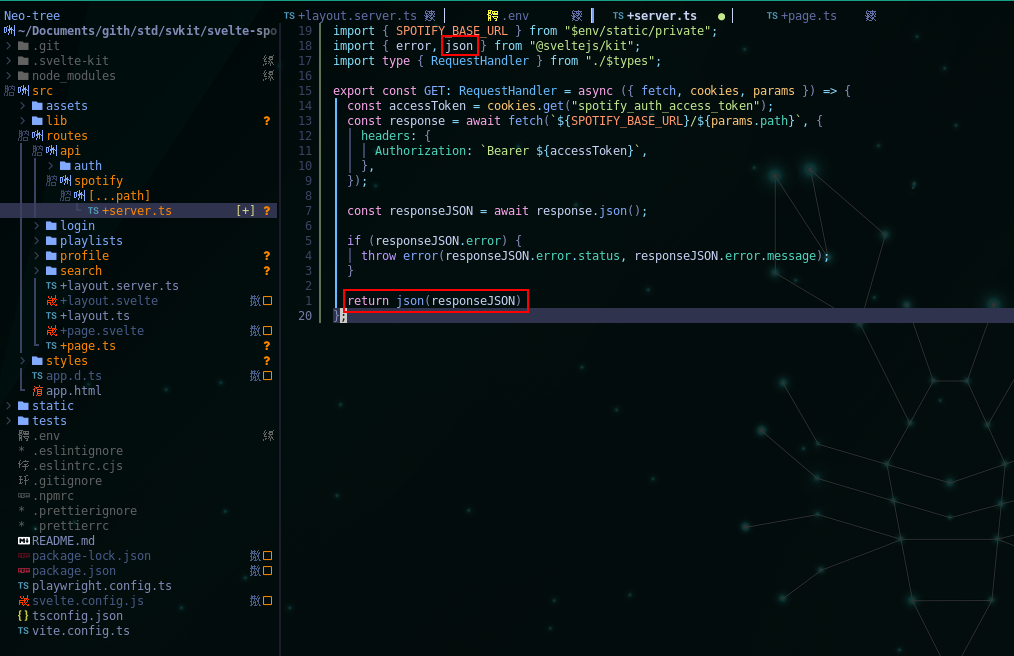 Neo-tree
TS +layout.server.ts
.env
TS +server.ts ●
TS +page.ts
~/Documents/gith/std/svkit/svelte-spo
.git
.svelte-kit
node_modules
src
assets
lib ?
routes
api
auth
spotify
[...path]
TS +server.ts [+] ?
login
playlists
profile ?
search ?
TS +layout.server.ts
+layout.svelte
TS +layout.ts
+page.svelte
TS +page.ts ?
styles ?
TS app.d.ts
app.html
static
tests
.env
* .eslintignore
.eslintrc.cjs
.gitignore
.npmrc
* .prettierignore
* .prettierrc
README.md
package-lock.json
package.json
TS playwright.config.ts
svelte.config.js
{} tsconfig.json
TS vite.config.ts
19 import { SPOTIFY_BASE_URL } from "$env/static/private";
18 import { error, json } from "@sveltejs/kit";
17 import type { RequestHandler } from "./$types";
16
15 export const GET: RequestHandler = async ({ fetch, cookies, params }) => {
14 const accessToken = cookies.get("spotify_auth_access_token");
13 const response = await fetch(`${SPOTIFY_BASE_URL}/${params.path}`, {
12 headers: {
11 Authorization: `Bearer ${accessToken}`,
10 },
9 });
8
7 const responseJSON = await response.json();
6
5 if (responseJSON.error) {
4 throw error(responseJSON.error.status, responseJSON.error.message);
3 }
2
1 return json(responseJSON)
20 };